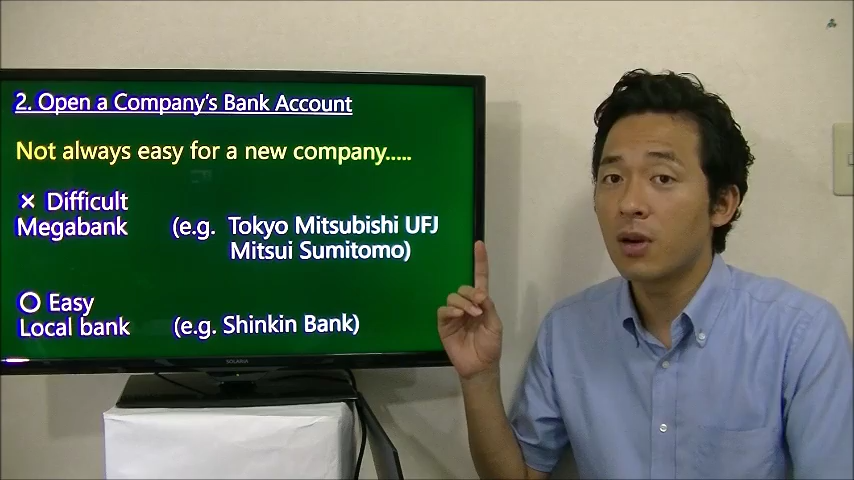 2. Open a Company's Bank Account
Not always easy for a new company.....
× Difficult
Megabank (e.g. Tokyo Mitsubishi UFJ
Mitsui Sumitomo)
○ Easy
Local bank (e.g. Shinkin Bank)